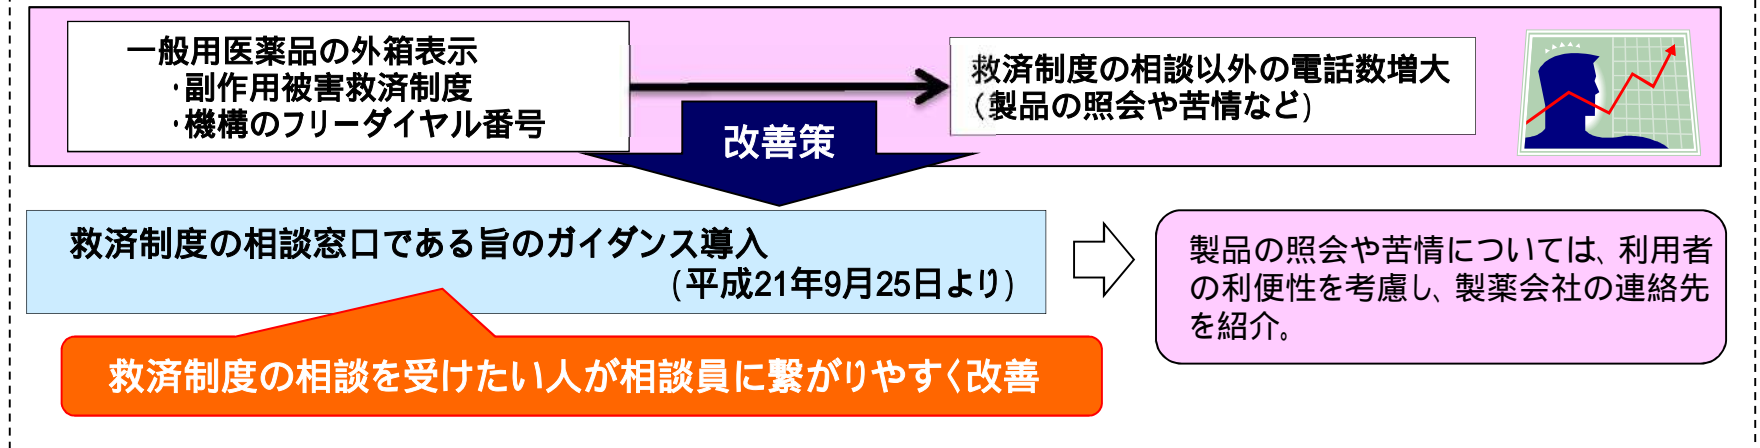 一般用医薬品の外箱表示
・副作用被害救済制度
・機構のフリーダイヤル番号
救済制度の相談以外の電話数増大
(製品の照会や苦情など)
改善策
救済制度の相談窓口である旨のガイダンス導入
(平成21年9月25日より)
製品の照会や苦情については、利用者
の利便性を考慮し、製薬会社の連絡先
を紹介。
救済制度の相談を受けたい人が相談員に繋がりやすく改善